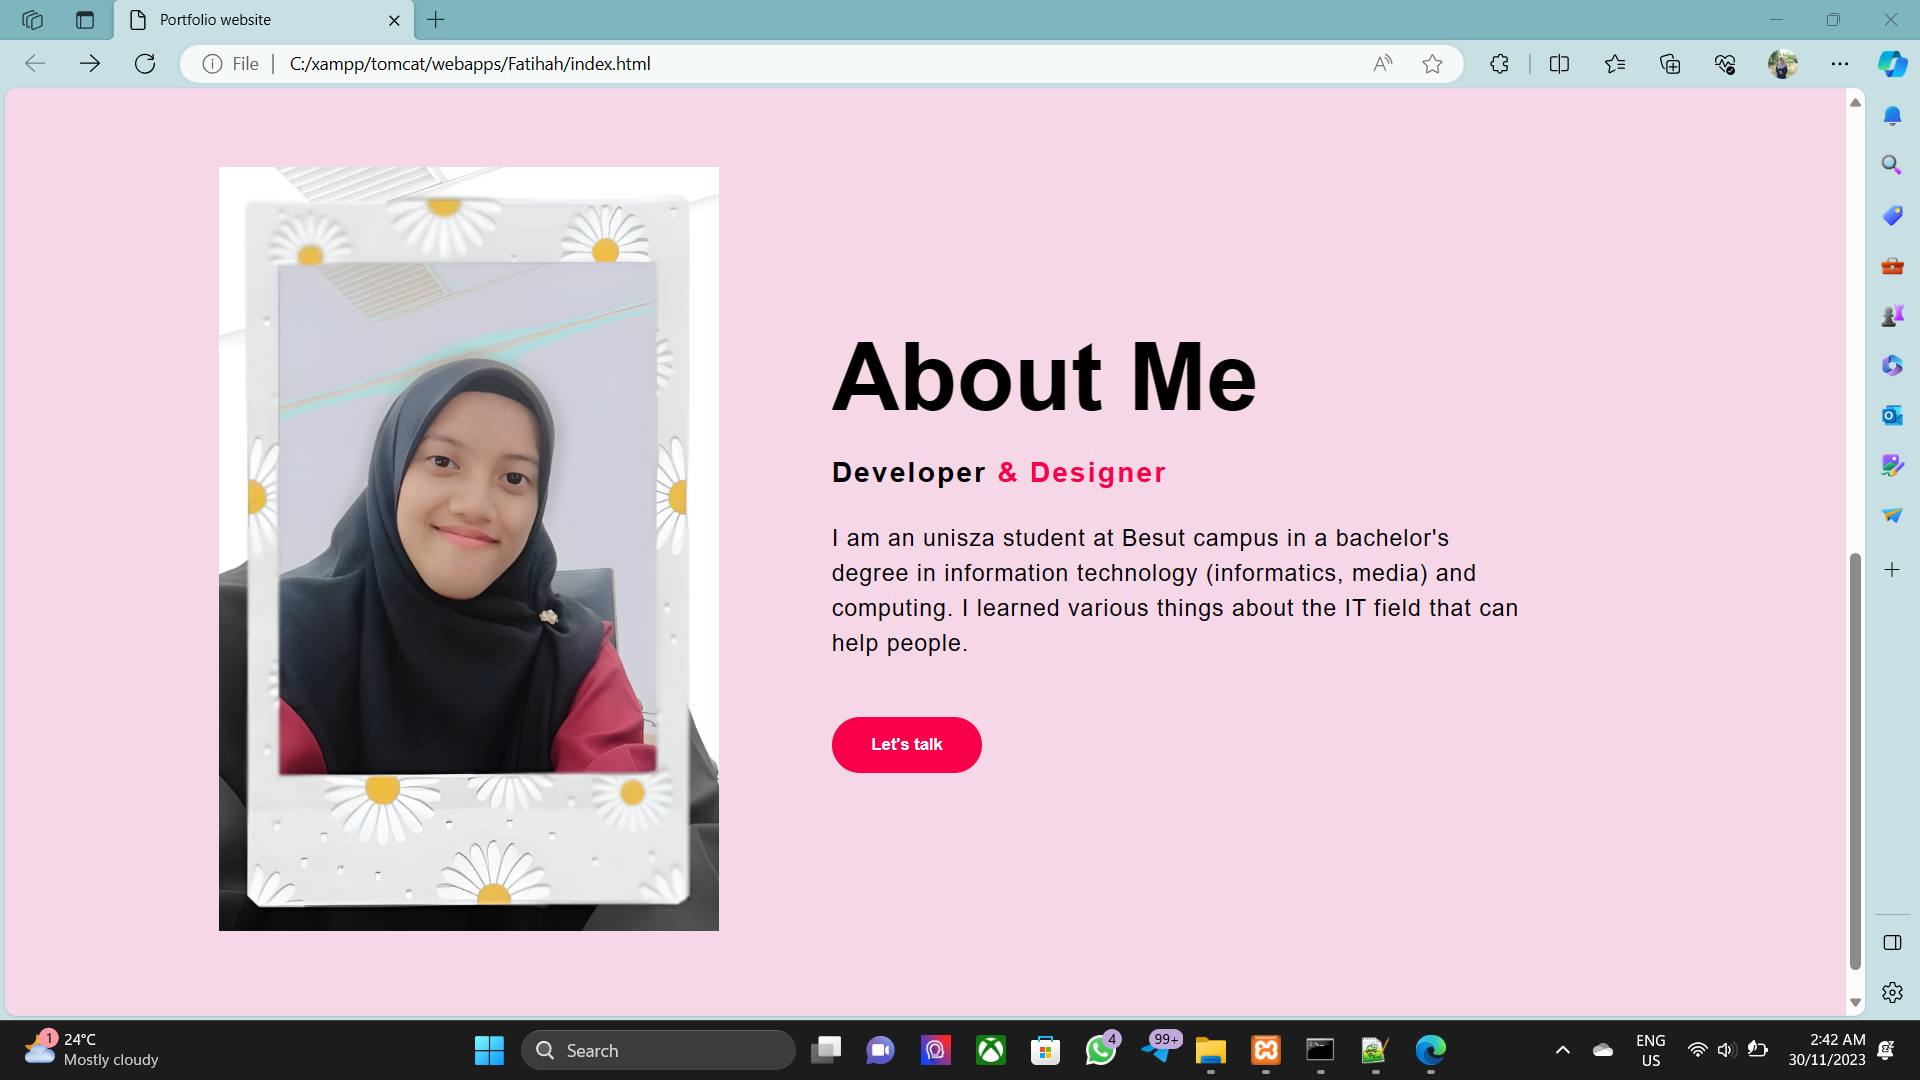 Portfolio website
File
C:/xampp/tomcat/webapps/Fatihah/index.html
About Me
Developer & Designer
I am an unisza student at Besut campus in a bachelor's
degree in information technology (informatics, media) and
computing. I learned various things about the IT field that can
help people.
Let's talk
1
24°C
Mostly cloudy
Search
4
99+
ENG
US
2:42 AM
30/11/2023